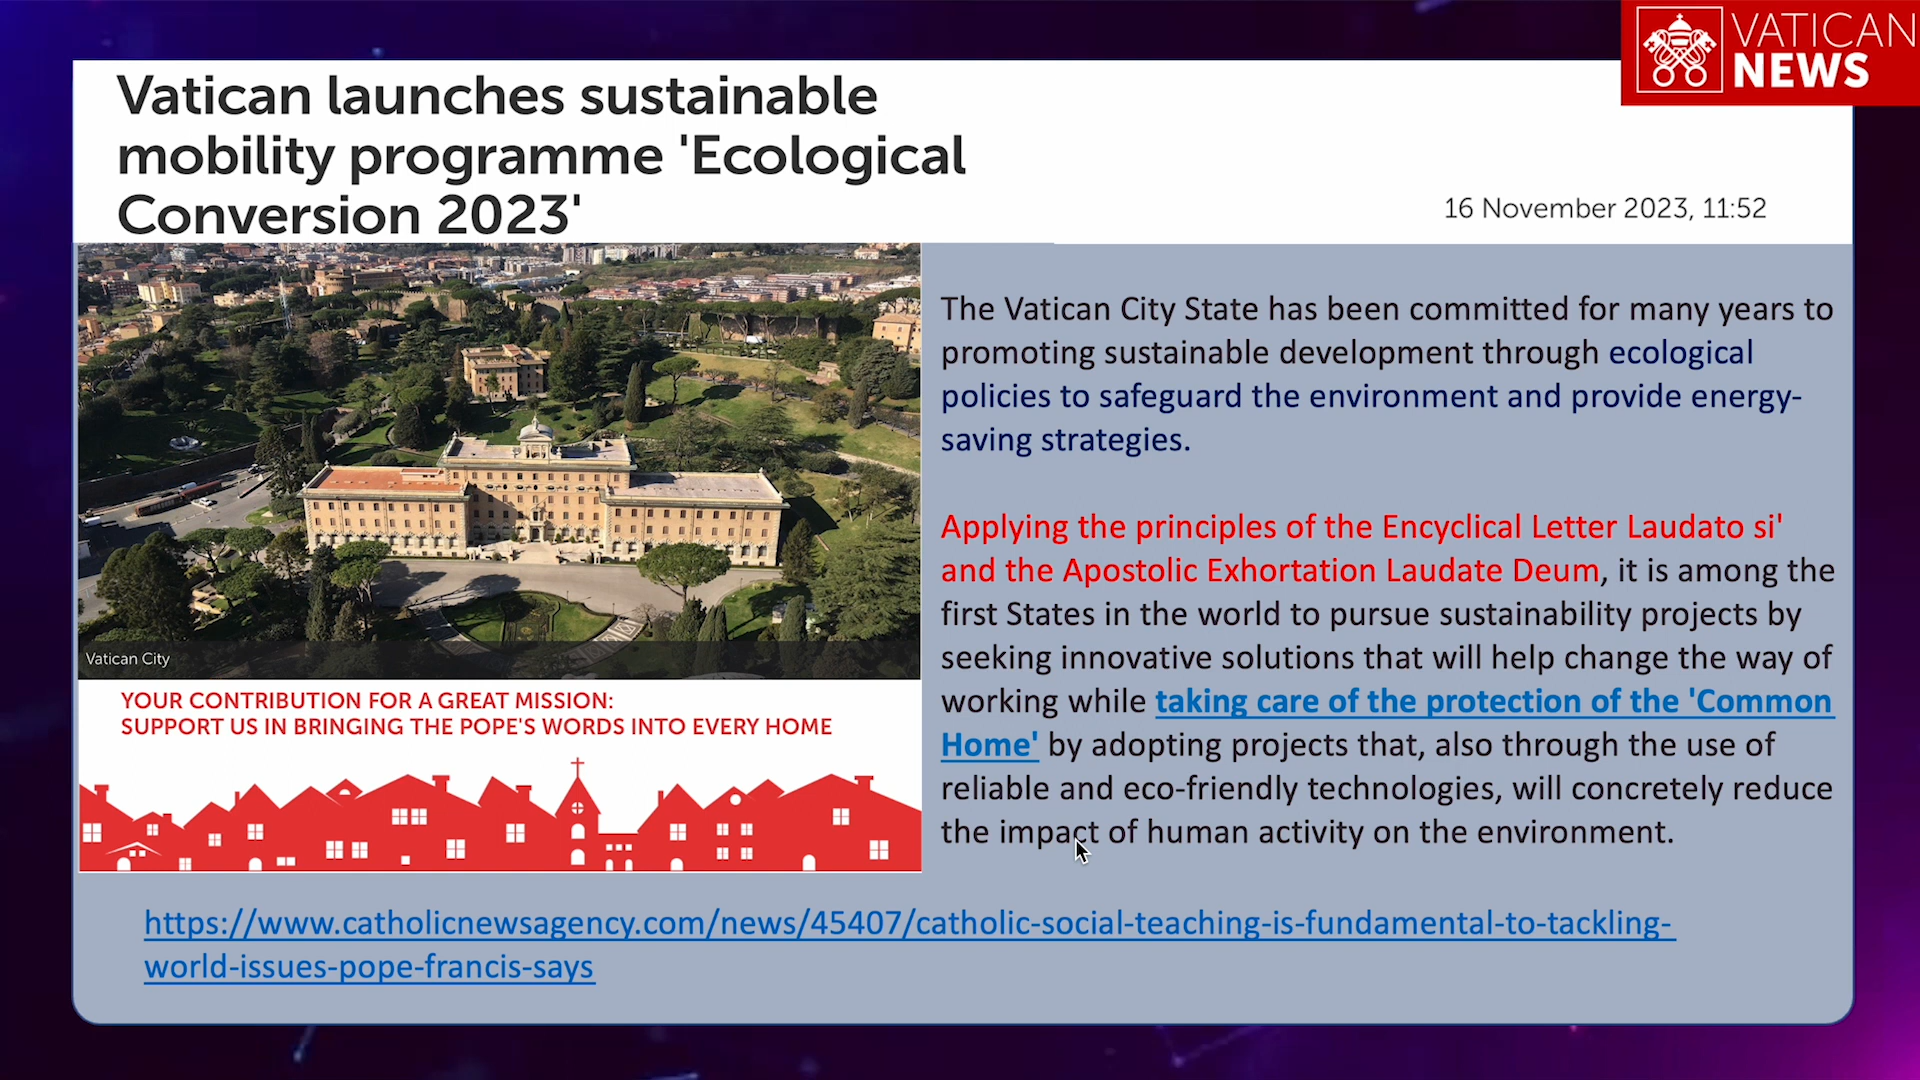 VATICAN
NEWS
Vatican launches sustainable
mobility programme 'Ecological
Conversion 2023'
16 November 2023, 11:52
Vatican City
YOUR CONTRIBUTION FOR A GREAT MISSION:
SUPPORT US IN BRINGING THE POPE'S WORDS INTO EVERY HOME
The Vatican City State has been committed for many years to
promoting sustainable development through ecological
policies to safeguard the environment and provide energy-
saving strategies.
Applying the principles of the Encyclical Letter Laudato si'
and the Apostolic Exhortation Laudate Deum, it is among the
first States in the world to pursue sustainability projects by
seeking innovative solutions that will help change the way of
working while taking care of the protection of the 'Common
Home' by adopting projects that, also through the use of
reliable and eco-friendly technologies, will concretely reduce
the impact of human activity on the environment.
https://www.catholicnewsagency.com/news/45407/catholic-social-teaching-is-fundamental-to-tackling-
world-issues-pope-francis-says